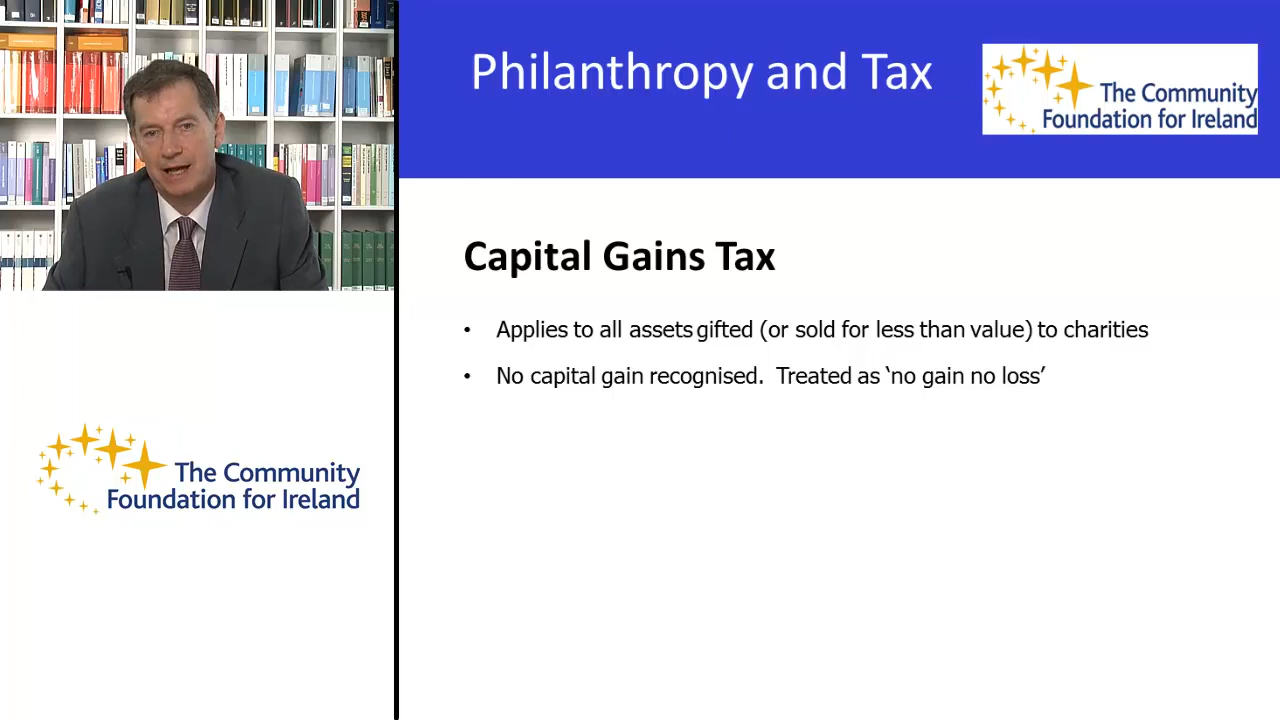 Philanthropy and Tax
The Community
Foundation for Ireland
Capital Gains Tax
• Applies to all assets gifted (or sold for less than value) to charities
• No capital gain recognised. Treated as ‘no gain no loss’
The Community
Foundation for Ireland